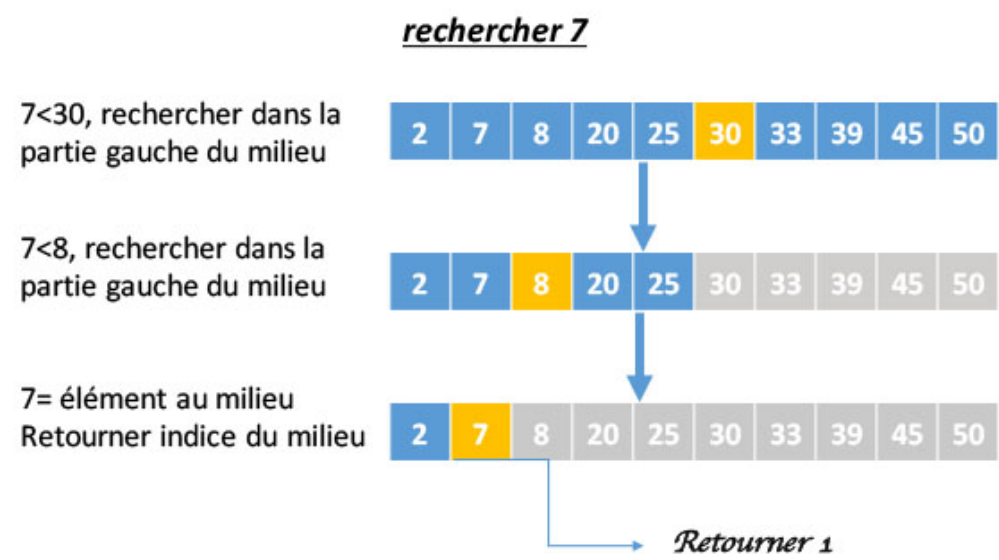 rechercher 7
7<30, rechercher dans la
partie gauche du milieu
2 7 8 20 25 30 33 39 45 50
7<8, rechercher dans la
partie gauche du milieu
2 7 8 20 25 30 33 39 45 50
7= élément au milieu
Retourner indice du milieu
2 7 8 20 25 30 33 39 45 50
Retourner 1